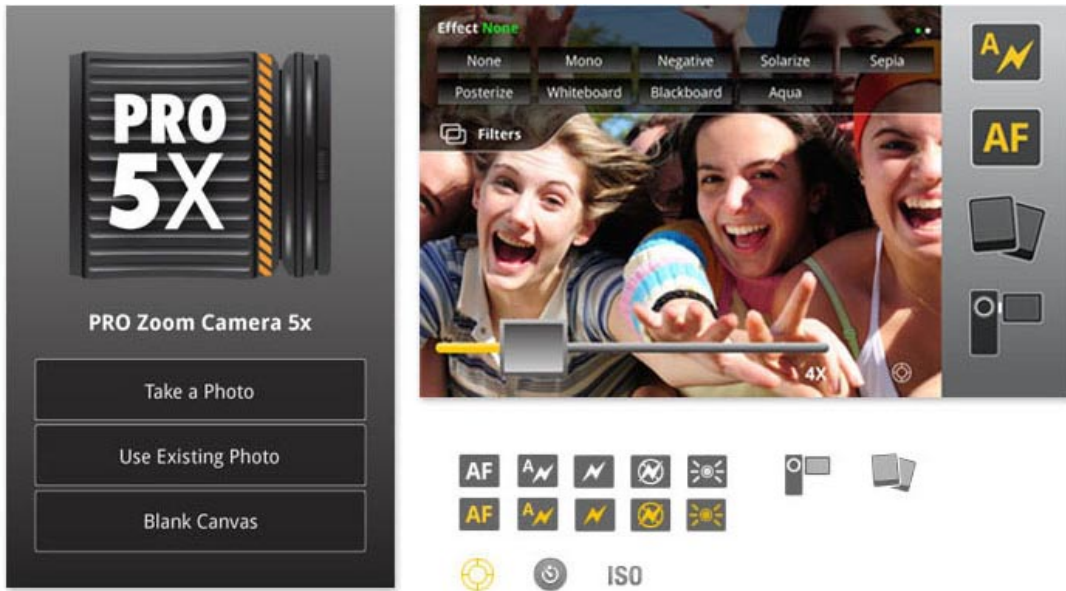 PRO
5X
PRO Zoom Camera 5x
Take a Photo
Use Existing Photo
Blank Canvas
Effect None
None Mono Negative Solarize Sepia
Posterize Whiteboard Blackboard Aqua
Filters
4X
A
AF
AF A
AF A
ISO